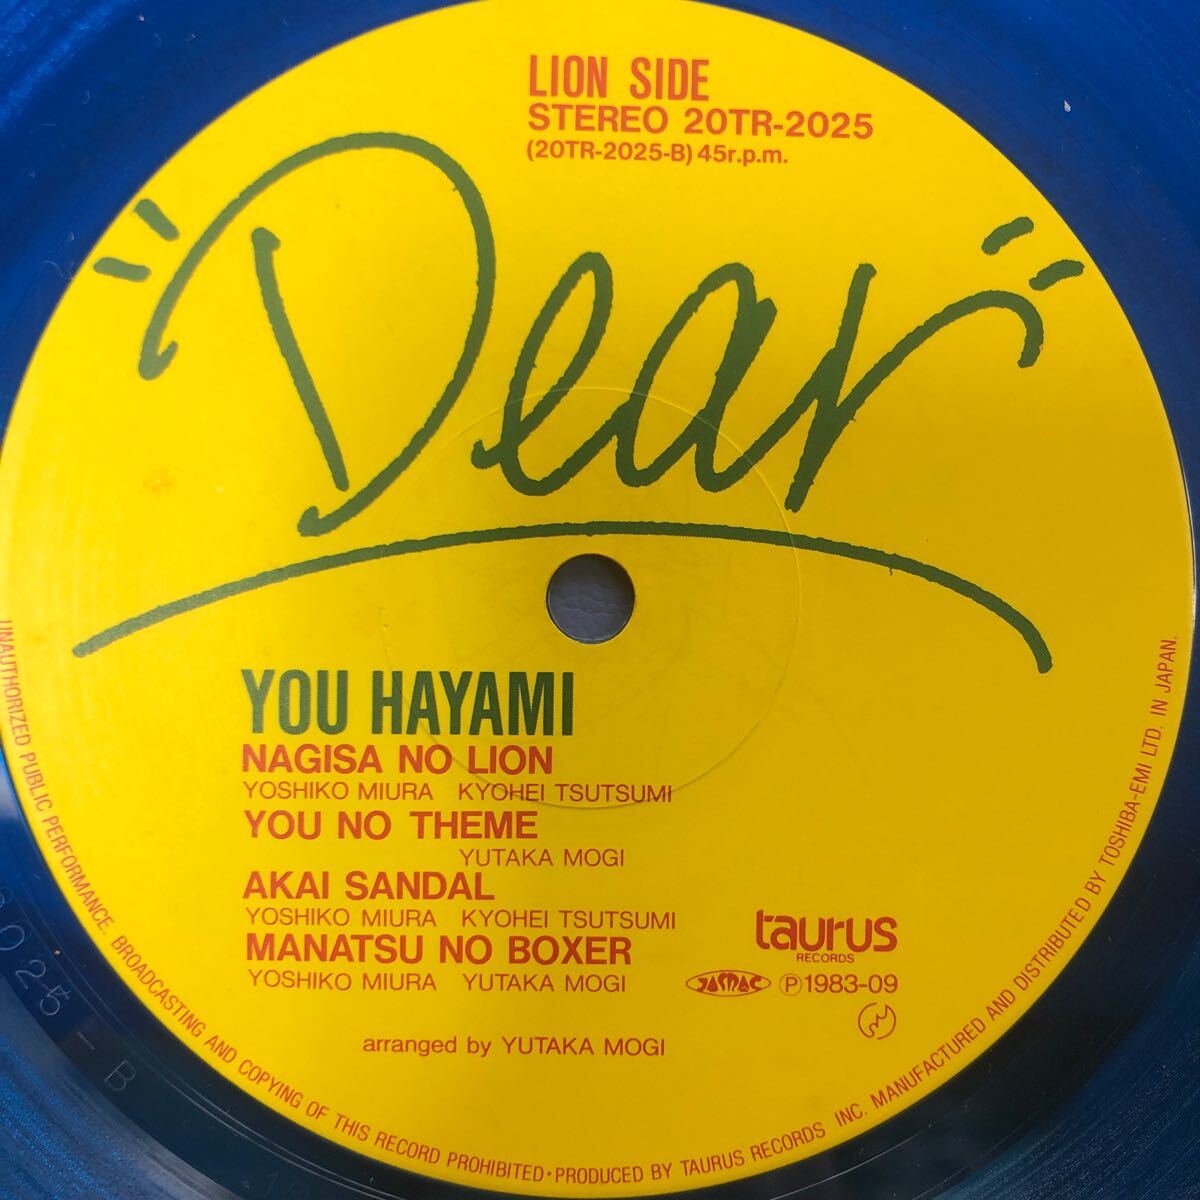 LION SIDE
STEREO 20TR-2025
(20TR-2025-B) 45r.p.m.
"Dear"
YOU HAYAMI
NAGISA NO LION
YOSHIKO MIURA KYOHEI TSUTSUMI
YOU NO THEME
YUTAKA MOGI
AKAI SANDAL
YOSHIKO MIURA KYOHEI TSUTSUMI
MANATSU NO BOXER
YOSHIKO MIURA YUTAKA MOGI
taurus
RECORDS
JASRAC ℗1983-09
arranged by YUTAKA MOGI
UNAUTHORIZED PUBLIC PERFORMANCE, BROADCASTING AND COPYING OF THIS RECORD PROHIBITED•PRODUCED BY TAURUS RECORDS INC. MANUFACTURED AND DISTRIBUTED BY TOSHIBA-EMI LTD. IN JAPAN.
2025-B